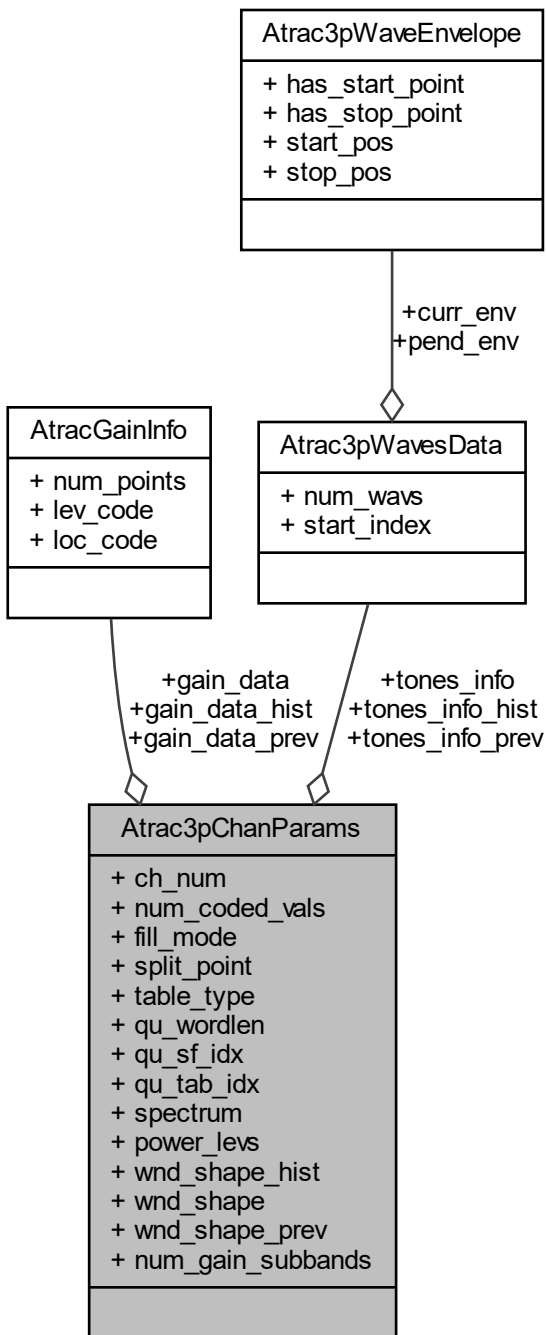 Atrac3pWaveEnvelope
+ has_start_point
+ has_stop_point
+ start_pos
+ stop_pos
+curr_env
+pend_env
AtracGainInfo
+ num_points
+ lev_code
+ loc_code
Atrac3pWavesData
+ num_wavs
+ start_index
+gain_data
+gain_data_hist
+gain_data_prev
+tones_info
+tones_info_hist
+tones_info_prev
Atrac3pChanParams
+ ch_num
+ num_coded_vals
+ fill_mode
+ split_point
+ table_type
+ qu_wordlen
+ qu_sf_idx
+ qu_tab_idx
+ spectrum
+ power_levs
+ wnd_shape_hist
+ wnd_shape
+ wnd_shape_prev
+ num_gain_subbands